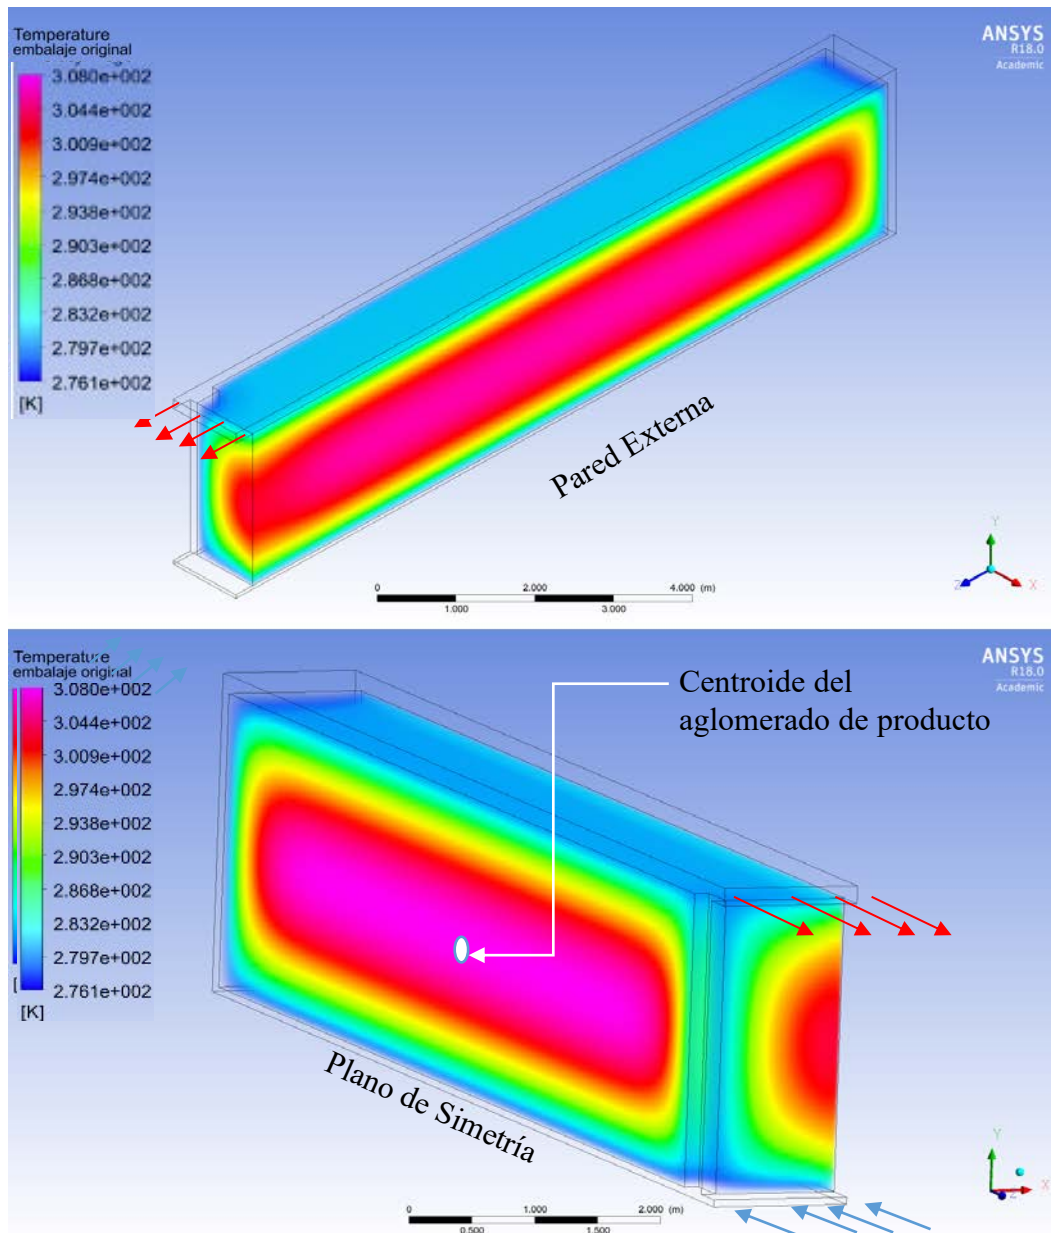 Temperature
embalaje original
3.080e+002
3.044e+002
3.009e+002
2.974e+002
2.938e+002
2.903e+002
2.868e+002
2.832e+002
2.797e+002
2.761e+002
[K]
ANSYS
R18.0
Academic
Pared Externa
0
2.000
4.000
(m)
1.000
3.000
Y
Z
X
Temperature
embalaje original
3.080e+002
3.044e+002
3.009e+002
2.974e+002
2.938e+002
2.903e+002
2.868e+002
2.832e+002
2.797e+002
2.761e+002
[K]
ANSYS
R18.0
Academic
Centroide del
aglomerado de producto
Plano de Simetría
0
1.000
2.000
(m)
0.500
1.500
Y
X
Z